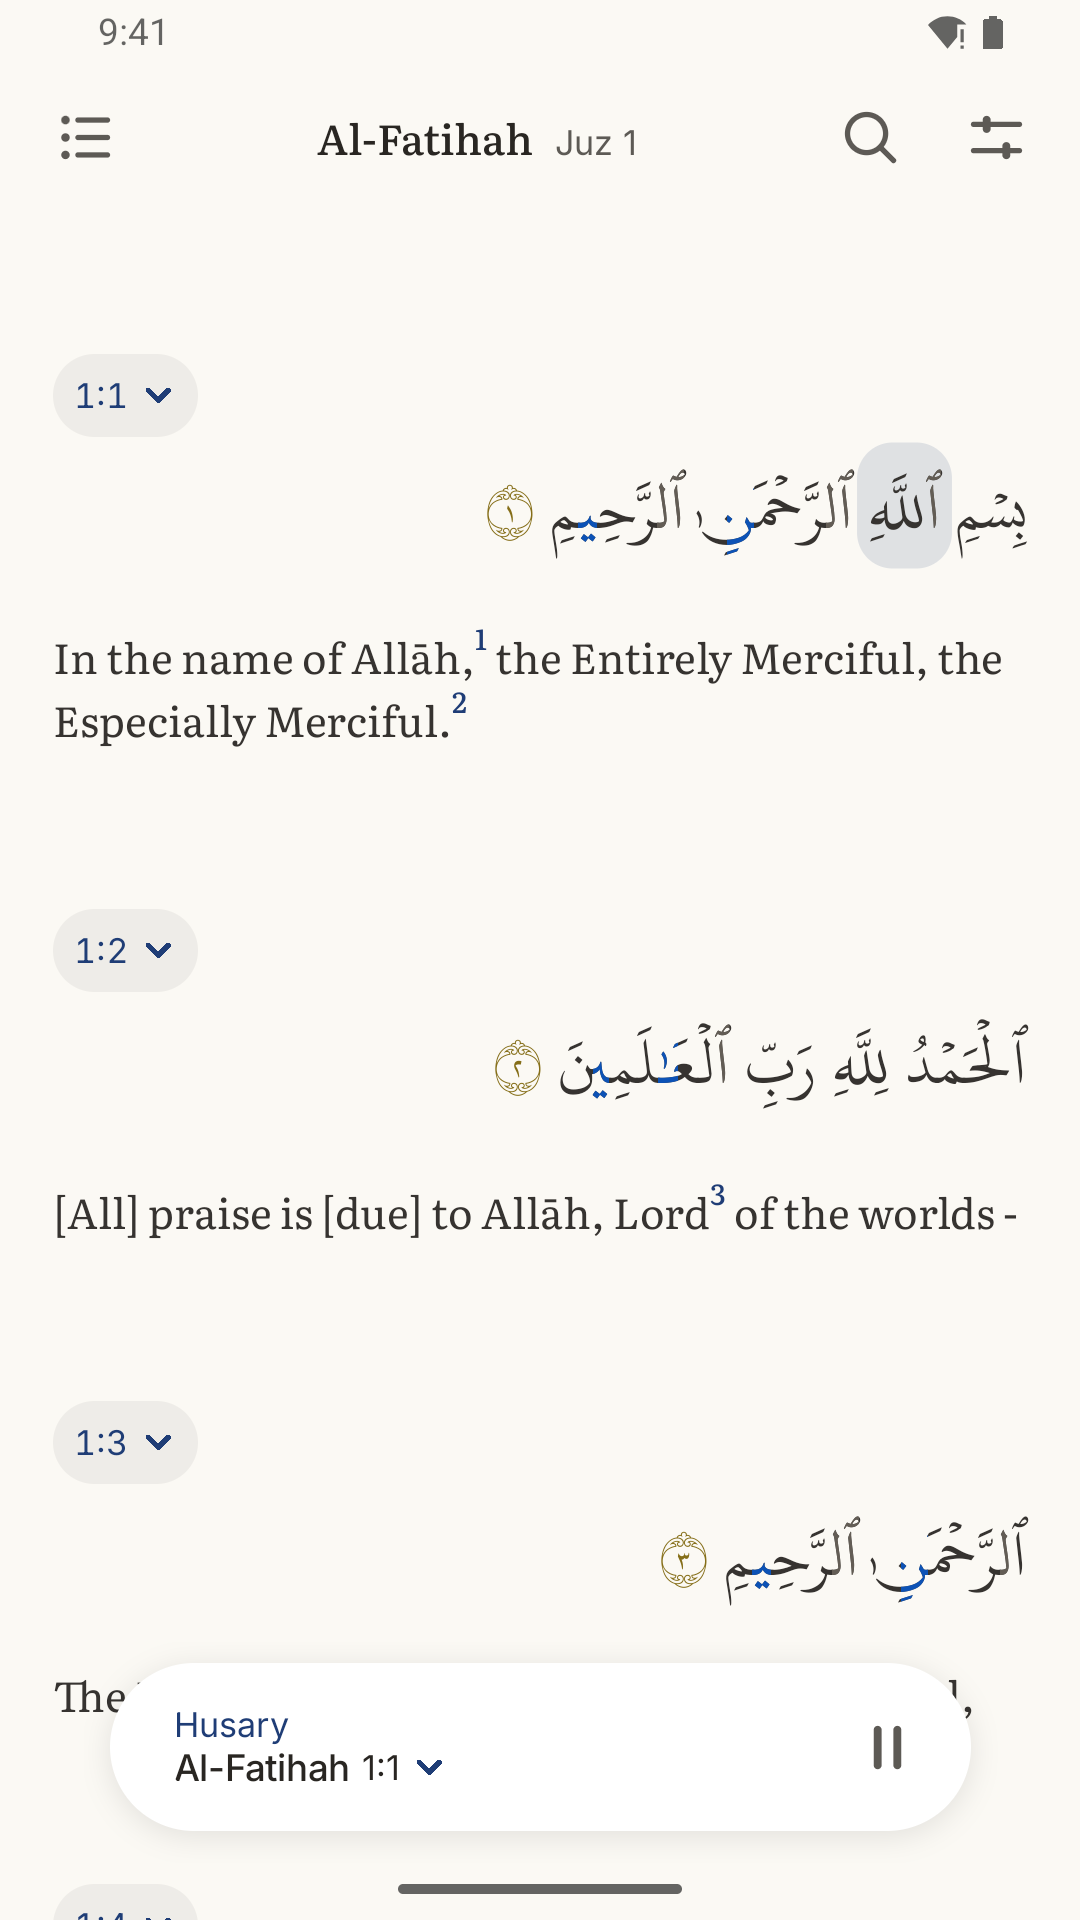 9:41
Al-Fatihah Juz 1
1:1
بِسْمِ ٱللَّهِ ٱلرَّحْمَـٰنِ ٱلرَّحِيمِ ١
In the name of Allāh,1 the Entirely Merciful, the
Especially Merciful.2
1:2
ٱلْحَمْدُ لِلَّهِ رَبِّ ٱلْعَـٰلَمِينَ ٢
[All] praise is [due] to Allāh, Lord3 of the worlds -
1:3
ٱلرَّحْمَـٰنِ ٱلرَّحِيمِ ٣
The
Husary
Al-Fatihah 1:1
1:4